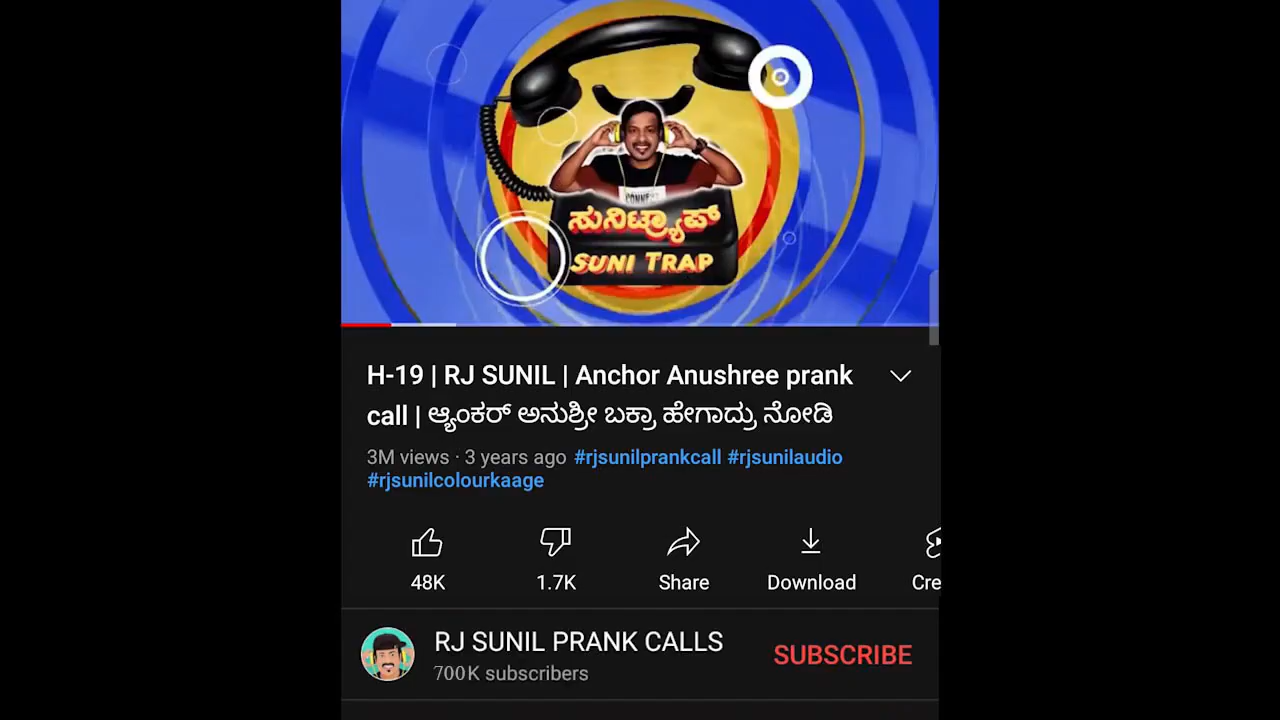 CONNECT
ಸುನಿಟ್ರ್ಯಾಪ್
SUNI TRAP
H-19 | RJ SUNIL | Anchor Anushree prank
call | ಆ್ಯಂಕರ್ ಅನುಶ್ರೀ ಬಕ್ರಾ ಹೇಗಾದ್ರು ನೋಡಿ
3M views · 3 years ago #rjsunilprankcall #rjsunilaudio
#rjsunilcolourkaage
48K 1.7K Share Download Cre
RJ SUNIL PRANK CALLS SUBSCRIBE
700K subscribers